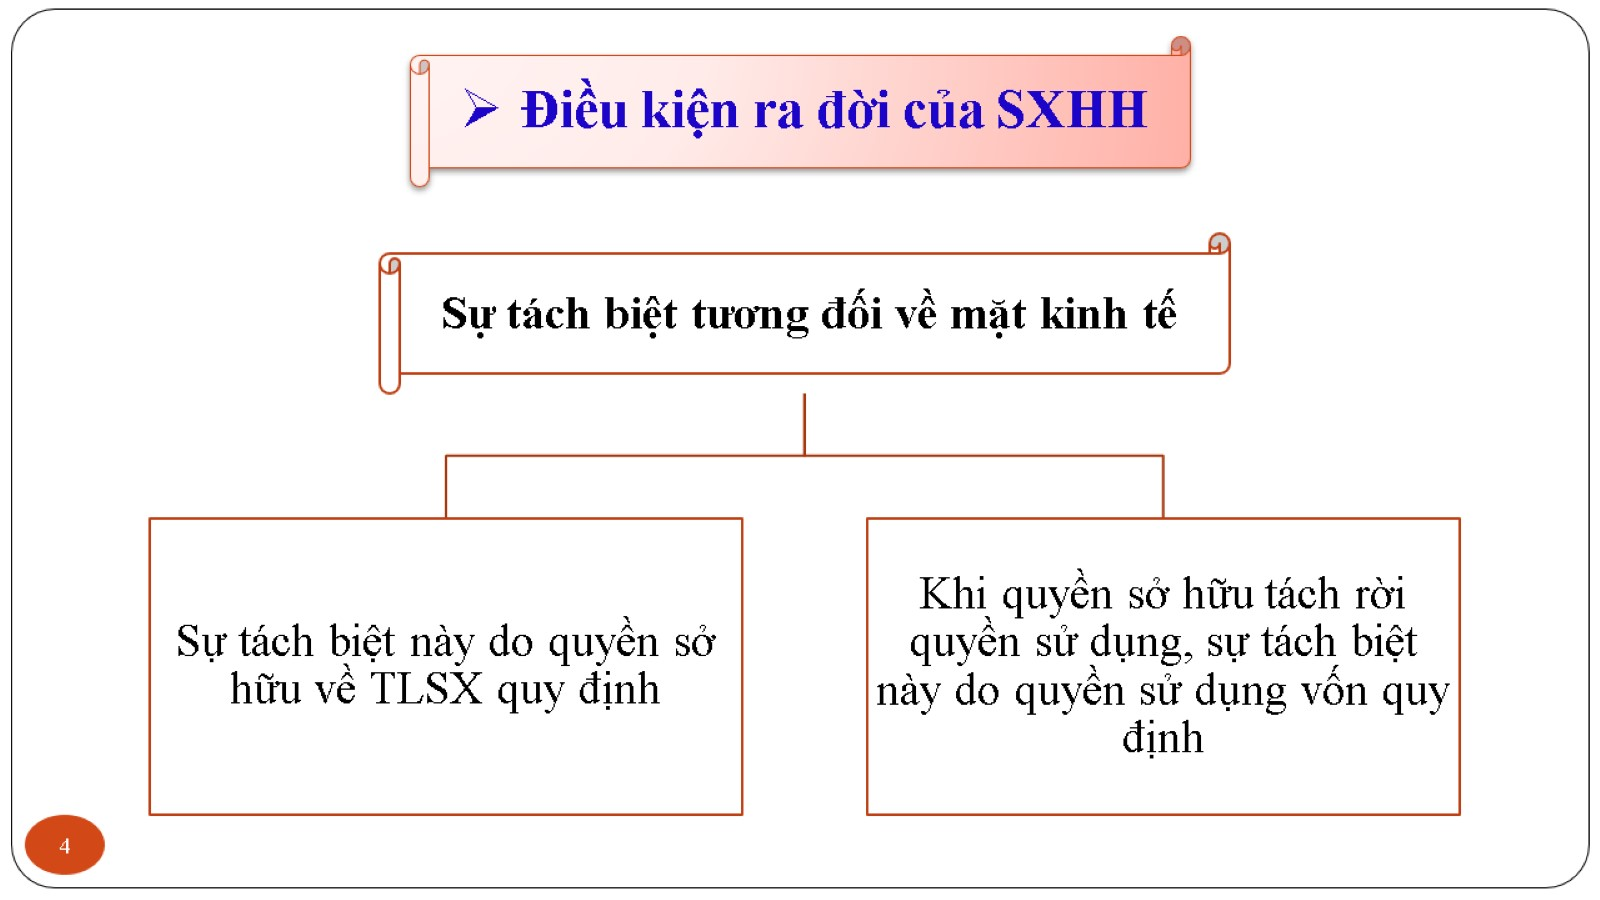 ➢ Điều kiện ra đời của SXHH
Sự tách biệt tương đối về mặt kinh tế
Sự tách biệt này do quyền sở
hữu về TLSX quy định
Khi quyền sở hữu tách rời
quyền sử dụng, sự tách biệt
này do quyền sử dụng vốn quy
định
4